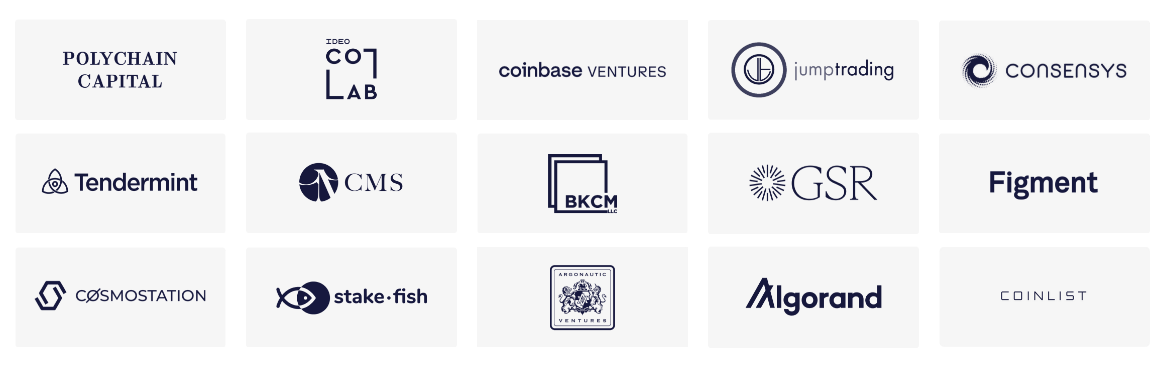 POLYCHAIN
CAPITAL
IDEO
CO
LAB
coinbase VENTURES
jumptrading
CONSENSYS
Tendermint
CMS
BKCM
LLC
GSR
Figment
CØSMOSTATION
stake·fish
ARGONAUTIC
VENTURES
Algorand
COINLIST